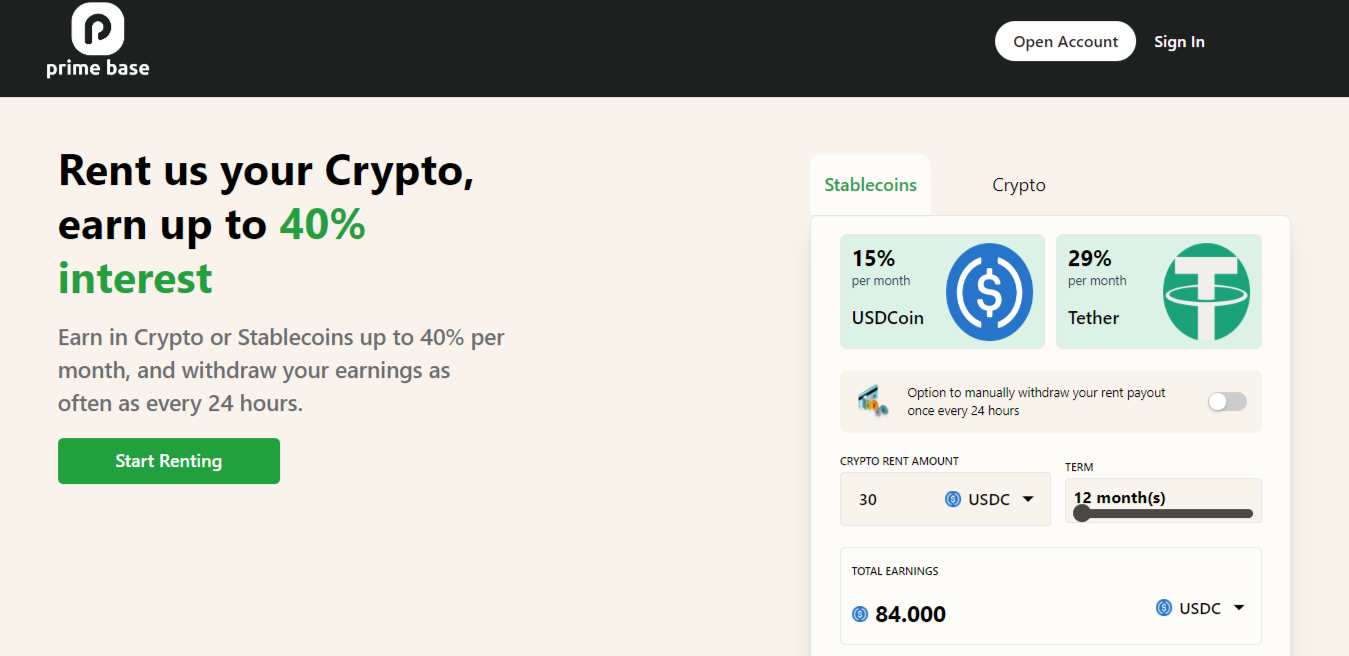 prime base
Open Account
Sign In
Rent us your Crypto,
earn up to 40%
interest
Earn in Crypto or Stablecoins up to 40% per
month, and withdraw your earnings as
often as every 24 hours.
Start Renting
Stablecoins
Crypto
15%
per month
USDCoin
29%
per month
Tether
Option to manually withdraw your rent payout
once every 24 hours
CRYPTO RENT AMOUNT
30
USDC
TERM
12 month(s)
TOTAL EARNINGS
84.000
USDC